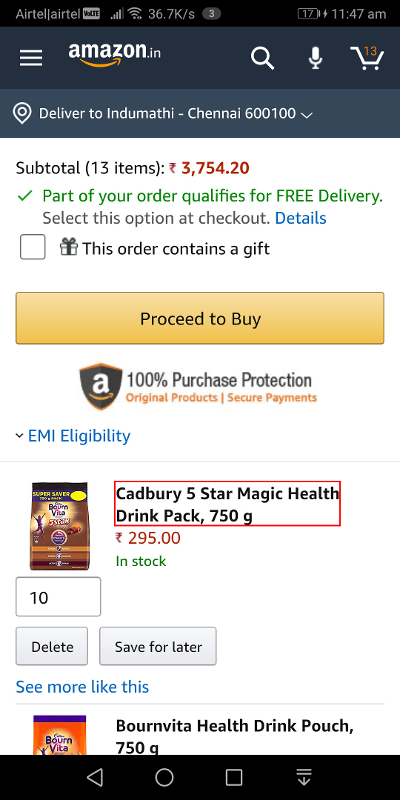 Airtel|airtel VoLTE 36.7K/s 3 17 11:47 am
amazon.in 13
Deliver to Indumathi - Chennai 600100
Subtotal (13 items): ₹ 3,754.20
Part of your order qualifies for FREE Delivery.
Select this option at checkout. Details
This order contains a gift
Proceed to Buy
a 100% Purchase Protection
Original Products | Secure Payments
EMI Eligibility
SUPER SAVER
Bourn
Vita
5 Star
Cadbury 5 Star Magic Health
Drink Pack, 750 g
₹ 295.00
In stock
10
Delete Save for later
See more like this
Bourn
Vita
Bournvita Health Drink Pouch,
750 g